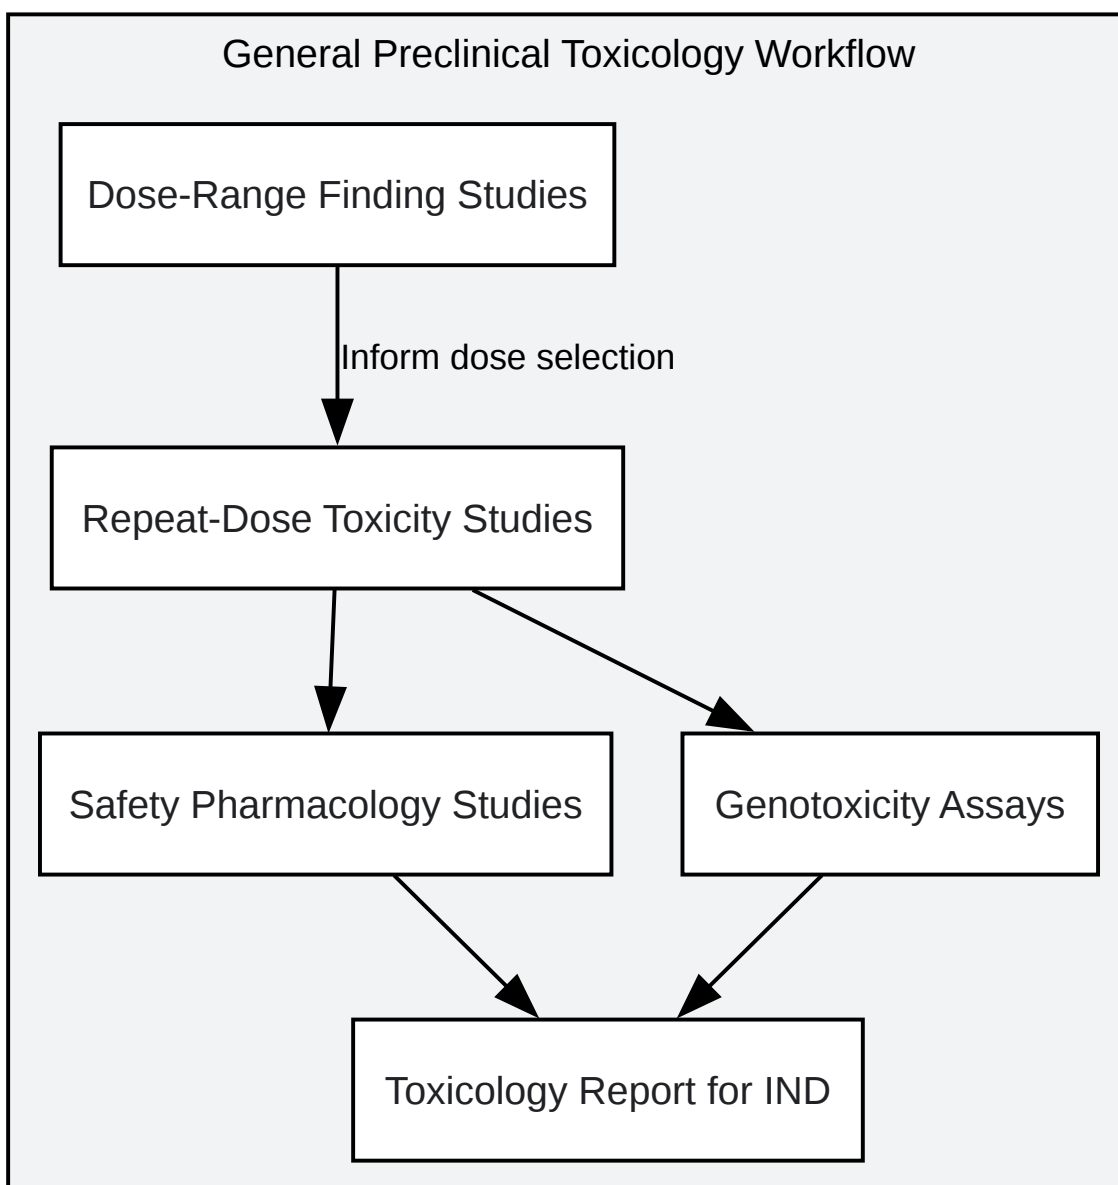 General Preclinical Toxicology Workflow
Dose-Range Finding Studies
Inform dose selection
Repeat-Dose Toxicity Studies
Safety Pharmacology Studies
Genotoxicity Assays
Toxicology Report for IND